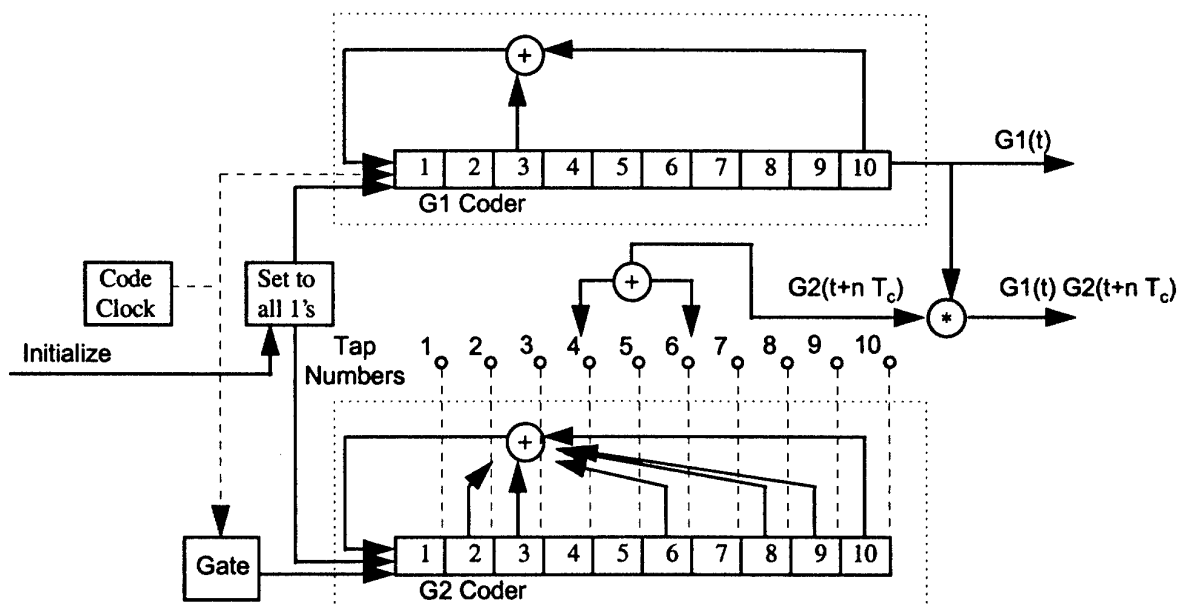 +
G1(t)
1 2 3 4 5 6 7 8 9 10
G1 Coder
Code
Clock
Set to
all 1's
+
G2(t+n T_c)
*
G1(t) G2(t+n T_c)
Initialize
Tap
Numbers
1 2 3 4 5 6 7 8 9 10
+
Gate
1 2 3 4 5 6 7 8 9 10
G2 Coder